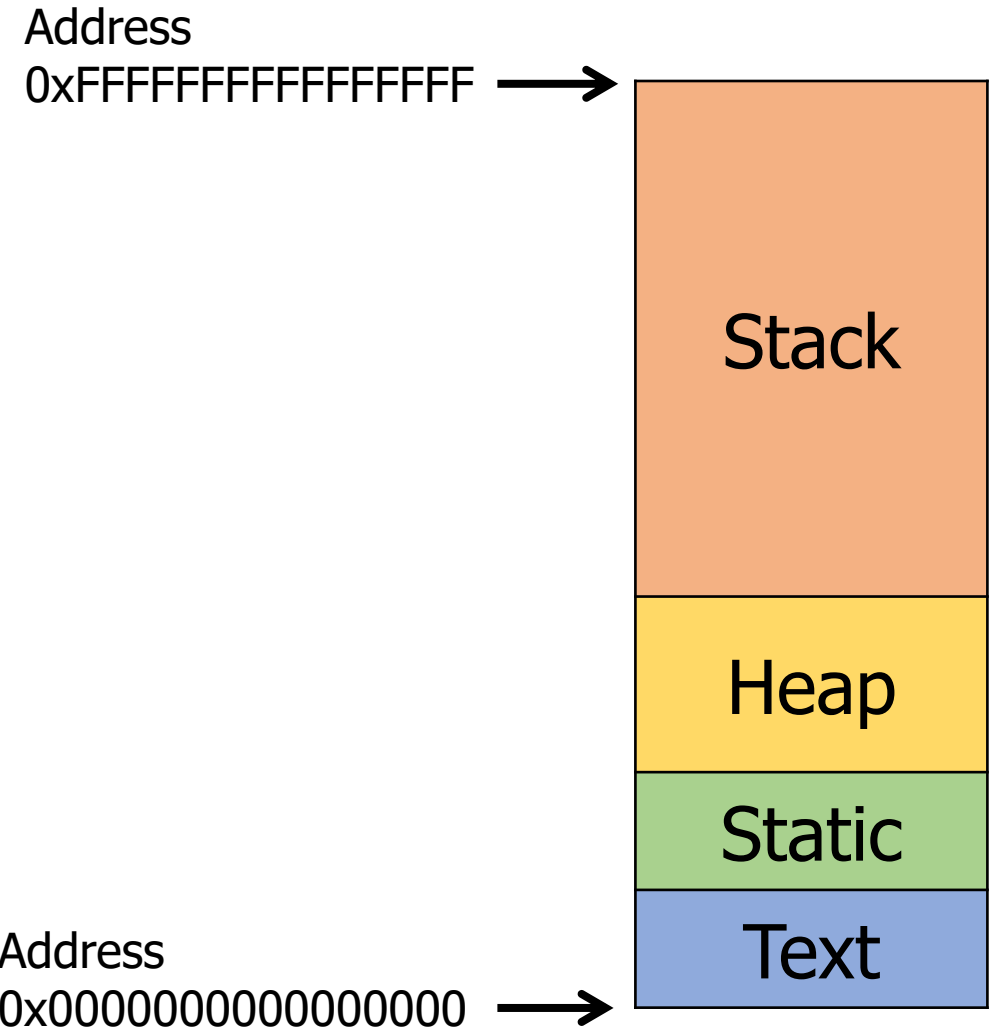 Address
0xFFFFFFFFFFFFFFFF
Stack
Heap
Static
Text
Address
0x0000000000000000